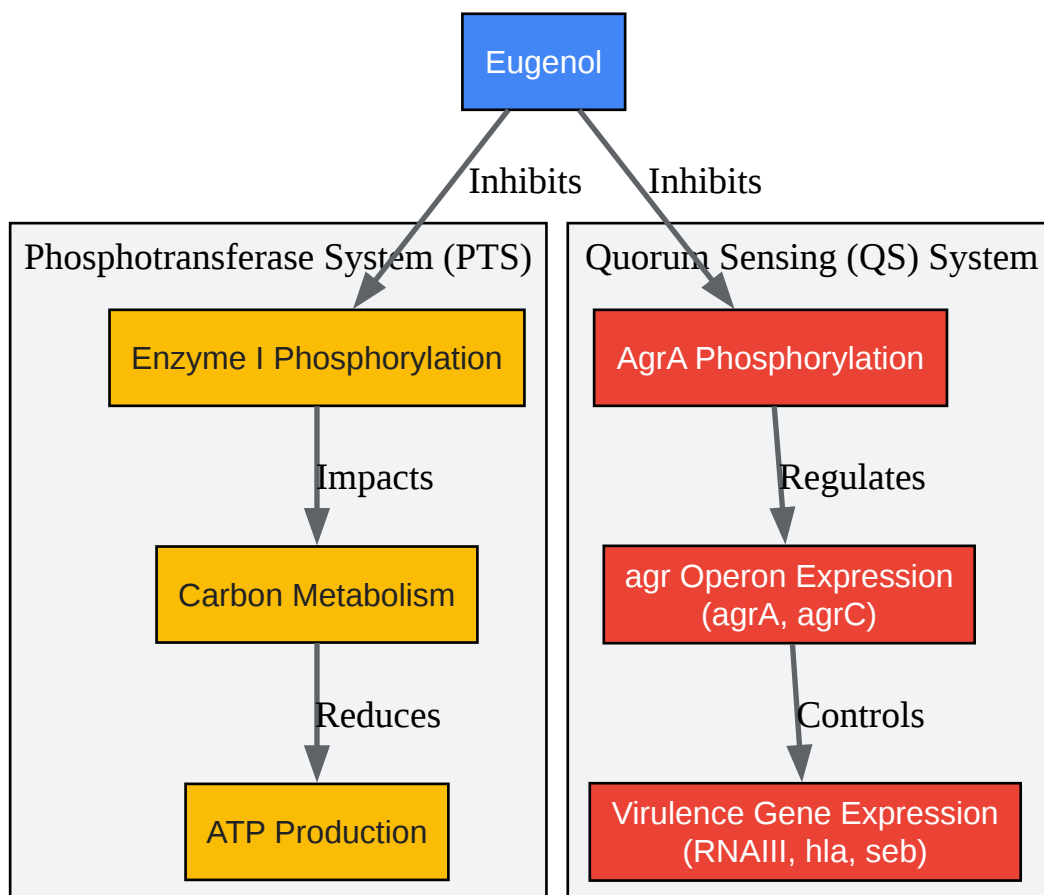 Eugenol
Inhibits
Inhibits
Phosphotransferase System (PTS)
Enzyme I Phosphorylation
Impacts
Carbon Metabolism
Reduces
ATP Production
Quorum Sensing (QS) System
AgrA Phosphorylation
Regulates
agr Operon Expression
(agrA, agrC)
Controls
Virulence Gene Expression
(RNAIII, hla, seb)